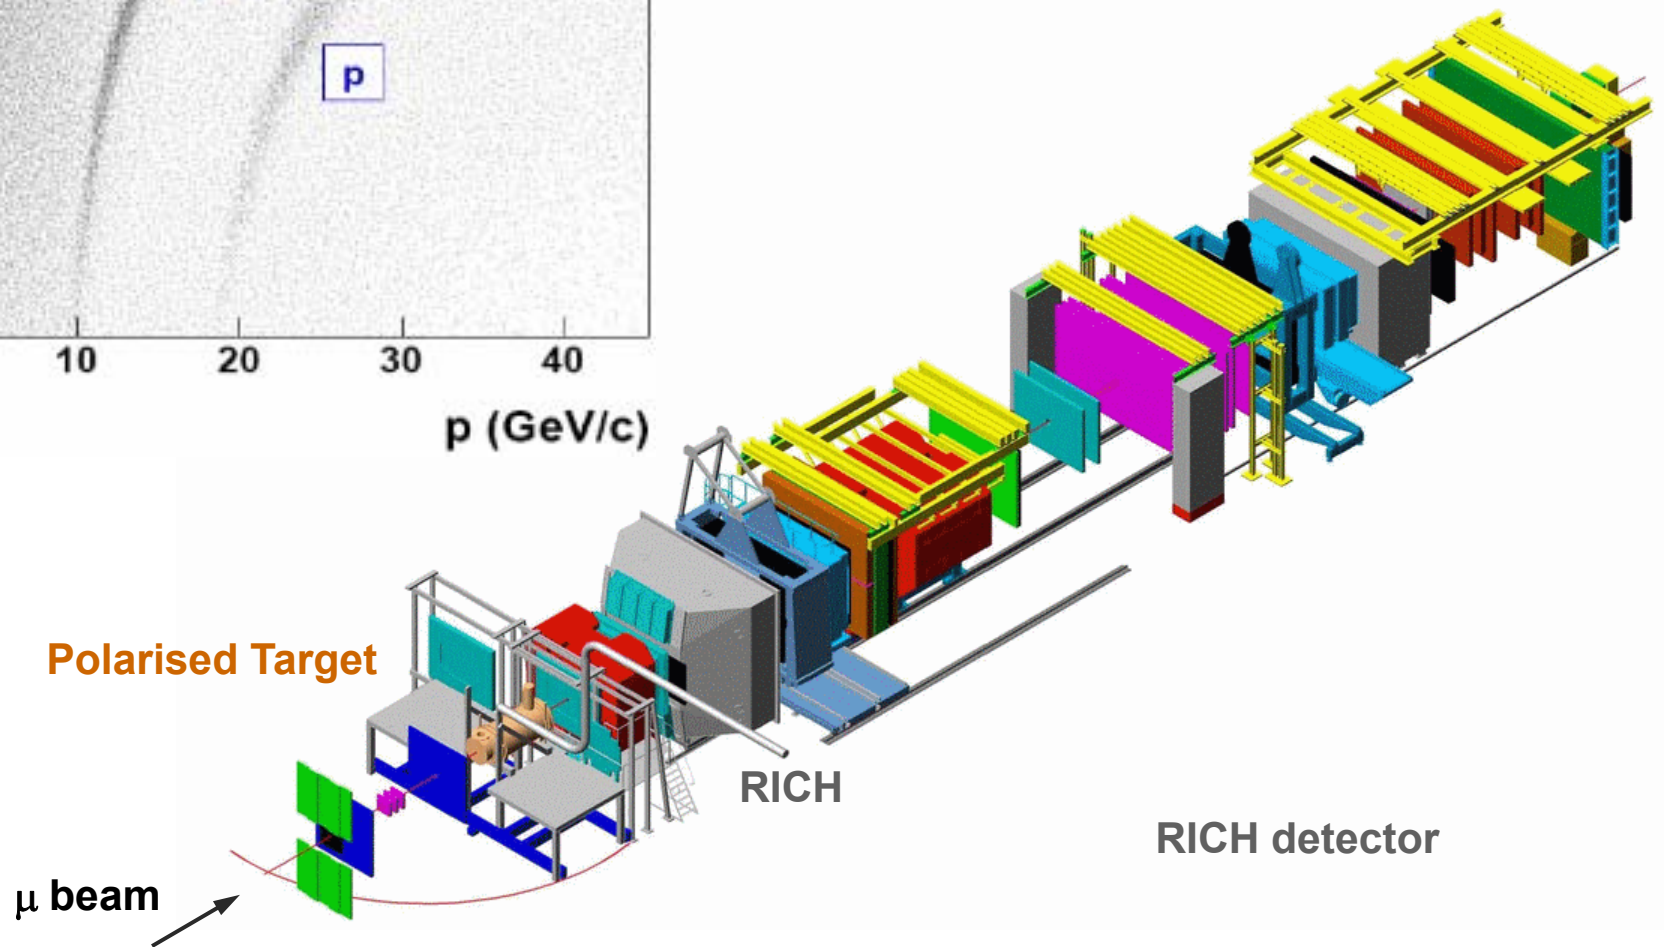 p
10 20 30 40
p (GeV/c)
Polarised Target
RICH
RICH detector
μ beam